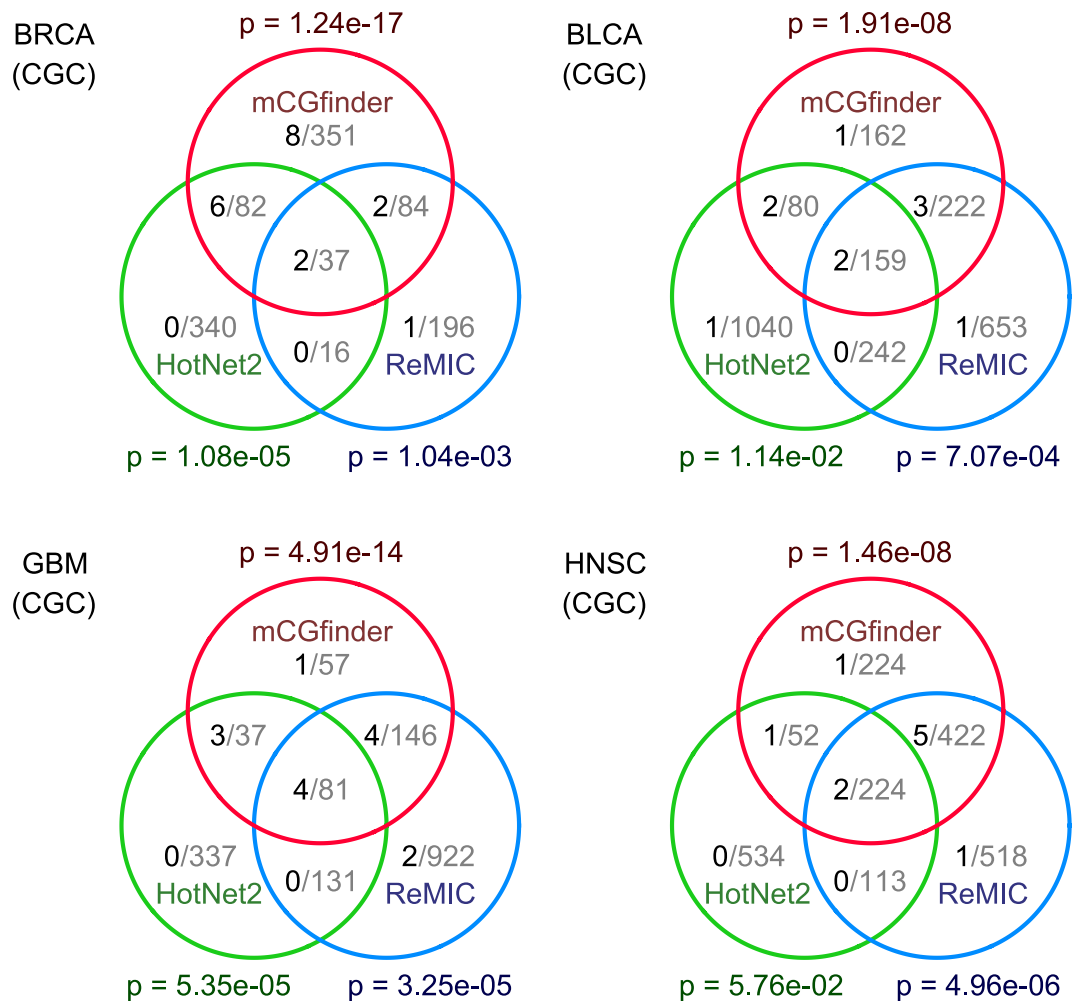 BRCA
(CGC)
p = 1.24e-17
mCGfinder
8/351
6/82
2/84
2/37
0/340
HotNet2
0/16
1/196
ReMIC
p = 1.08e-05
p = 1.04e-03
BLCA
(CGC)
p = 1.91e-08
mCGfinder
1/162
2/80
3/222
2/159
1/1040
HotNet2
0/242
1/653
ReMIC
p = 1.14e-02
p = 7.07e-04
GBM
(CGC)
p = 4.91e-14
mCGfinder
1/57
3/37
4/146
4/81
0/337
HotNet2
0/131
2/922
ReMIC
p = 5.35e-05
p = 3.25e-05
HNSC
(CGC)
p = 1.46e-08
mCGfinder
1/224
1/52
5/422
2/224
0/534
HotNet2
0/113
1/518
ReMIC
p = 5.76e-02
p = 4.96e-06